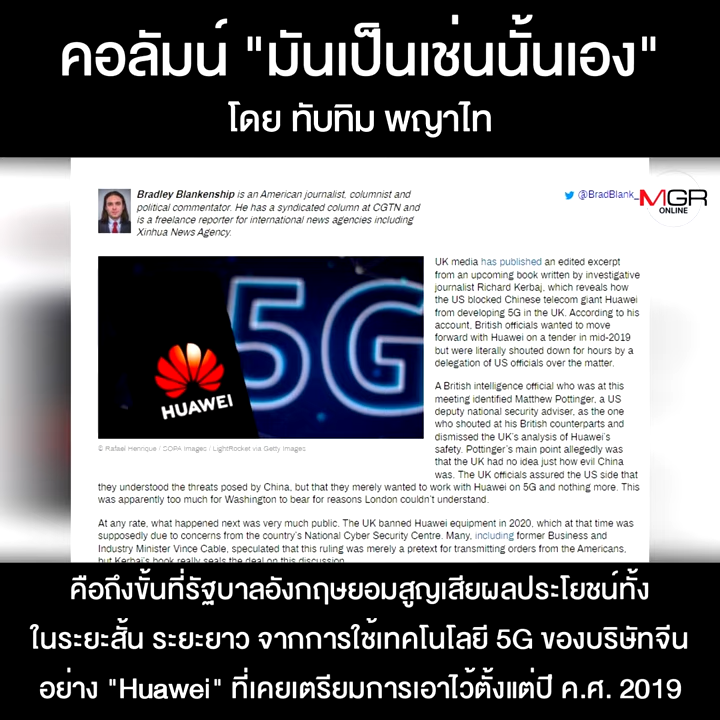 คอลัมน์ "มันเป็นเช่นนั้นเอง"
โดย ทับทิม พญาไท
Bradley Blankenship is an American journalist, columnist and
political commentator. He has a syndicated column at CGTN and
is a freelance reporter for international news agencies including
Xinhua News Agency.
@BradBlank_
MGR
ONLINE
5G
HUAWEI
© Rafael Henrique / SOPA Images / LightRocket via Getty Images
UK media has published an edited excerpt
from an upcoming book written by investigative
journalist Richard Kerbaj, which reveals how
the US blocked Chinese telecom giant Huawei
from developing 5G in the UK. According to his
account, British officials wanted to move
forward with Huawei on a tender in mid-2019
but were literally shouted down for hours by a
delegation of US officials over the matter.
A British intelligence official who was at this
meeting identified Matthew Pottinger, a US
deputy national security adviser, as the one
who shouted at his British counterparts and
dismissed the UK's analysis of Huawei's
safety. Pottinger's main point allegedly was
that the UK had no idea just how evil China
was. The UK officials assured the US side that
they understood the threats posed by China, but that they merely wanted to work with Huawei on 5G and nothing more. This
was apparently too much for Washington to bear for reasons London couldn't understand.
At any rate, what happened next was very much public. The UK banned Huawei equipment in 2020, which at that time was
supposedly due to concerns from the country's National Cyber Security Centre. Many, including former Business and
Industry Minister Vince Cable, speculated that this ruling was merely a pretext for transmitting orders from the Americans,
but Kerbaj's book really seals the deal on this discussion.
คือถึงขั้นที่รัฐบาลอังกฤษยอมสูญเสียผลประโยชน์ทั้ง
ในระยะสั้น ระยะยาว จากการใช้เทคโนโลยี 5G ของบริษัทจีน
อย่าง "Huawei" ที่เคยเตรียมการเอาไว้ตั้งแต่ปี ค.ศ. 2019